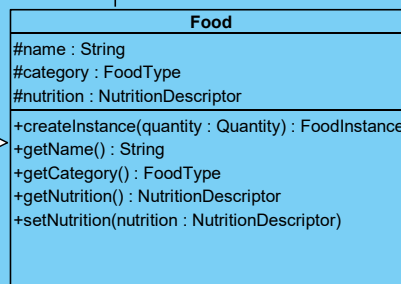 Food
#name : String
#category : FoodType
#nutrition : NutritionDescriptor
+createInstance(quantity : Quantity) : FoodInstance
+getName() : String
+getCategory() : FoodType
+getNutrition() : NutritionDescriptor
+setNutrition(nutrition : NutritionDescriptor)